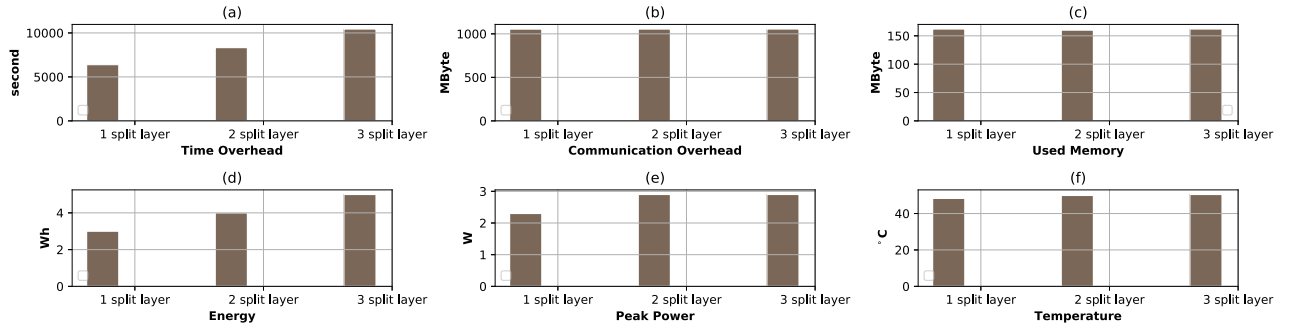 (a)
10000
5000
0
second
1 split layer
2 split layer
3 split layer
Time Overhead
(b)
1000
500
0
MByte
1 split layer
2 split layer
3 split layer
Communication Overhead
(c)
150
100
50
0
MByte
1 split layer
2 split layer
3 split layer
Used Memory
(d)
4
2
0
Wh
1 split layer
2 split layer
3 split layer
Energy
(e)
3
2
1
0
W
1 split layer
2 split layer
3 split layer
Peak Power
(f)
40
20
0
°C
1 split layer
2 split layer
3 split layer
Temperature